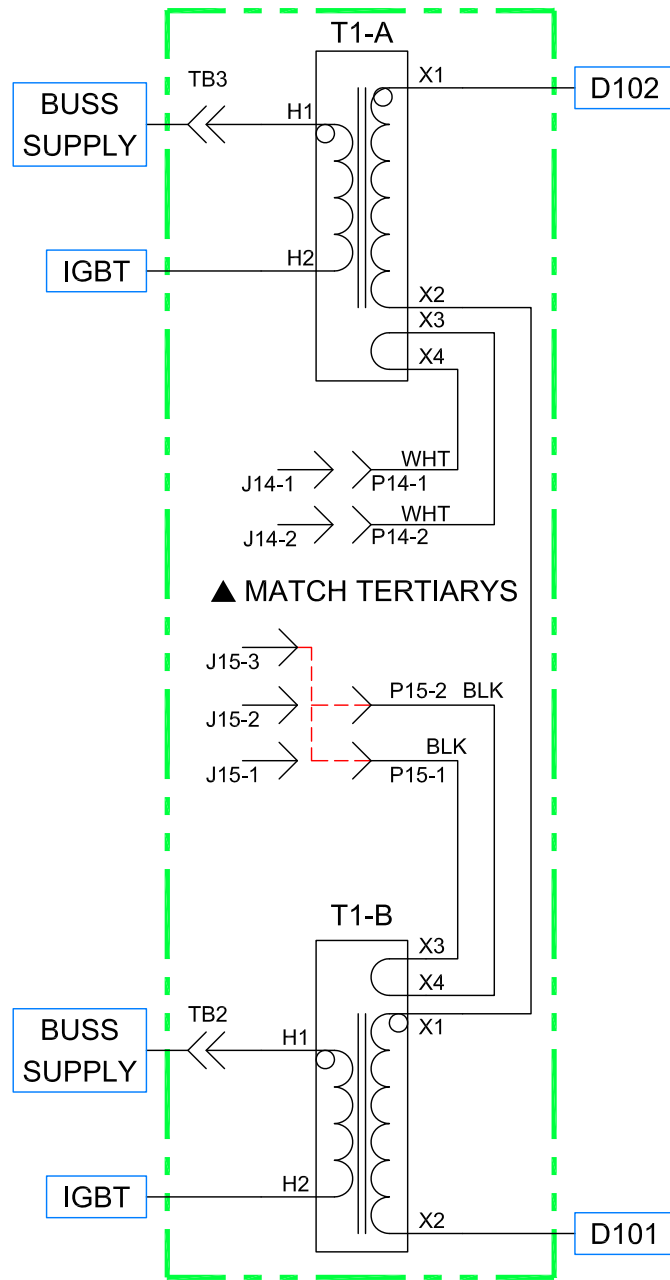 T1-A
TB3
X1
BUSS
SUPPLY
H1
D102
IGBT
H2
X2
X3
X4
WHT
J14-1
P14-1
WHT
J14-2
P14-2
▲ MATCH TERTIARYS
J15-3
J15-2
P15-2 BLK
BLK
J15-1
P15-1
T1-B
X3
X4
TB2
X1
BUSS
SUPPLY
H1
IGBT
H2
X2
D101